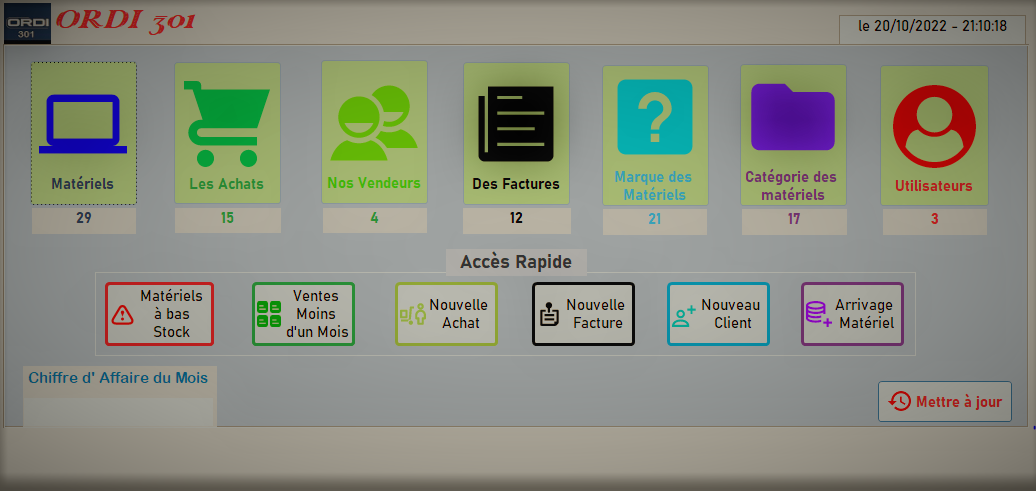 ORDI
301
ORDI 301
le 20/10/2022 - 21:10:18
Matériels
Les Achats
Nos Vendeurs
Des Factures
Marque des
Matériels
Catégorie des
matériels
Utilisateurs
29
15
4
12
21
17
3
Accès Rapide
Matériels
à bas
Stock
Ventes
Moins
d'un Mois
Nouvelle
Achat
Nouvelle
Facture
Nouveau
Client
Arrivage
Matériel
Chiffre d' Affaire du Mois
Mettre à jour